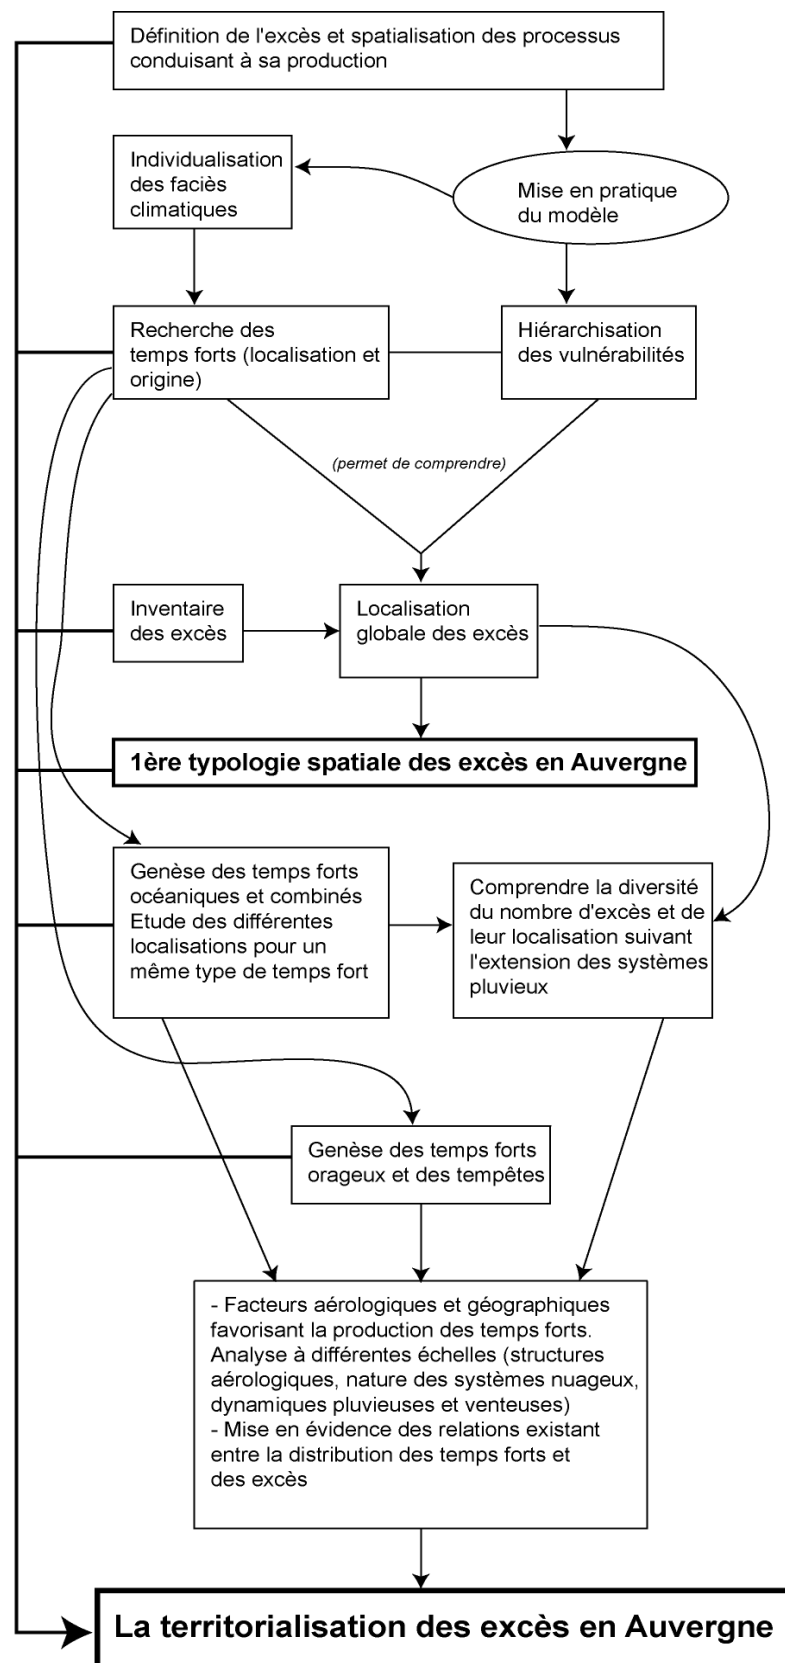 Définition de l'excès et spatialisation des processus
conduisant à sa production
Individualisation
des faciès
climatiques
Mise en pratique
du modèle
Recherche des
temps forts (localisation et
origine)
Hiérarchisation
des vulnérabilités
(permet de comprendre)
Inventaire
des excès
Localisation
globale des excès
1ère typologie spatiale des excès en Auvergne
Genèse des temps forts
océaniques et combinés
Etude des différentes
localisations pour un
même type de temps fort
Comprendre la diversité
du nombre d'excès et de
leur localisation suivant
l'extension des systèmes
pluvieux
Genèse des temps forts
orageux et des tempêtes
- Facteurs aérologiques et géographiques
favorisant la production des temps forts.
Analyse à différentes échelles (structures
aérologiques, nature des systèmes nuageux,
dynamiques pluvieuses et venteuses)
- Mise en évidence des relations existant
entre la distribution des temps forts et
des excès
La territorialisation des excès en Auvergne